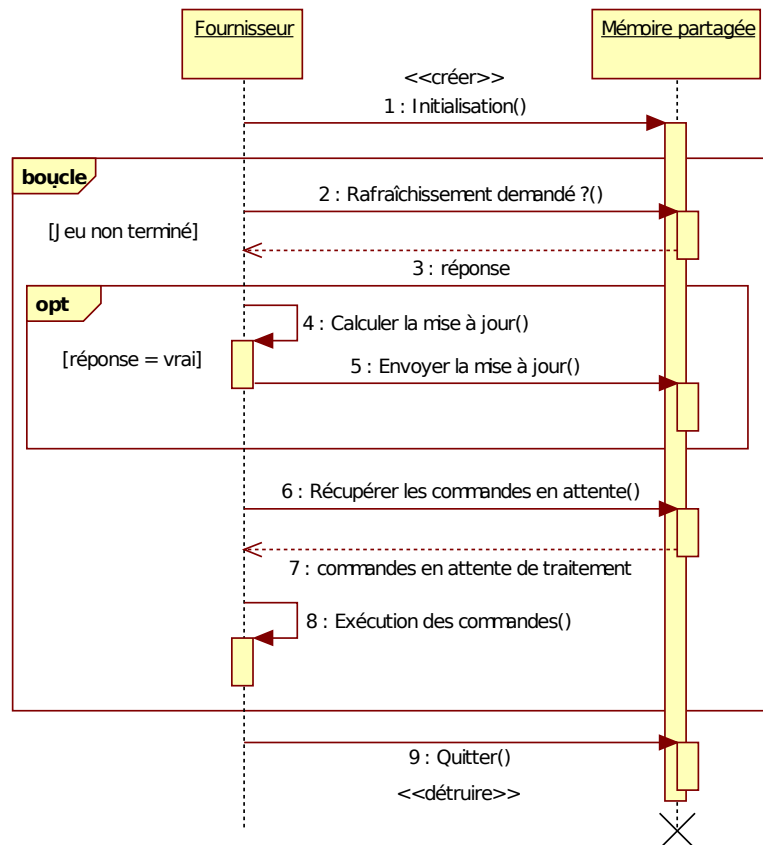 Fournisseur
Mémoire partagée
<<créer>>
1 : Initialisation()
boucle
2 : Rafraîchissement demandé ?()
[Jeu non terminé]
3 : réponse
opt
4 : Calculer la mise à jour()
[réponse = vrai]
5 : Envoyer la mise à jour()
6 : Récupérer les commandes en attente()
7 : commandes en attente de traitement
8 : Exécution des commandes()
9 : Quitter()
<<détruire>>